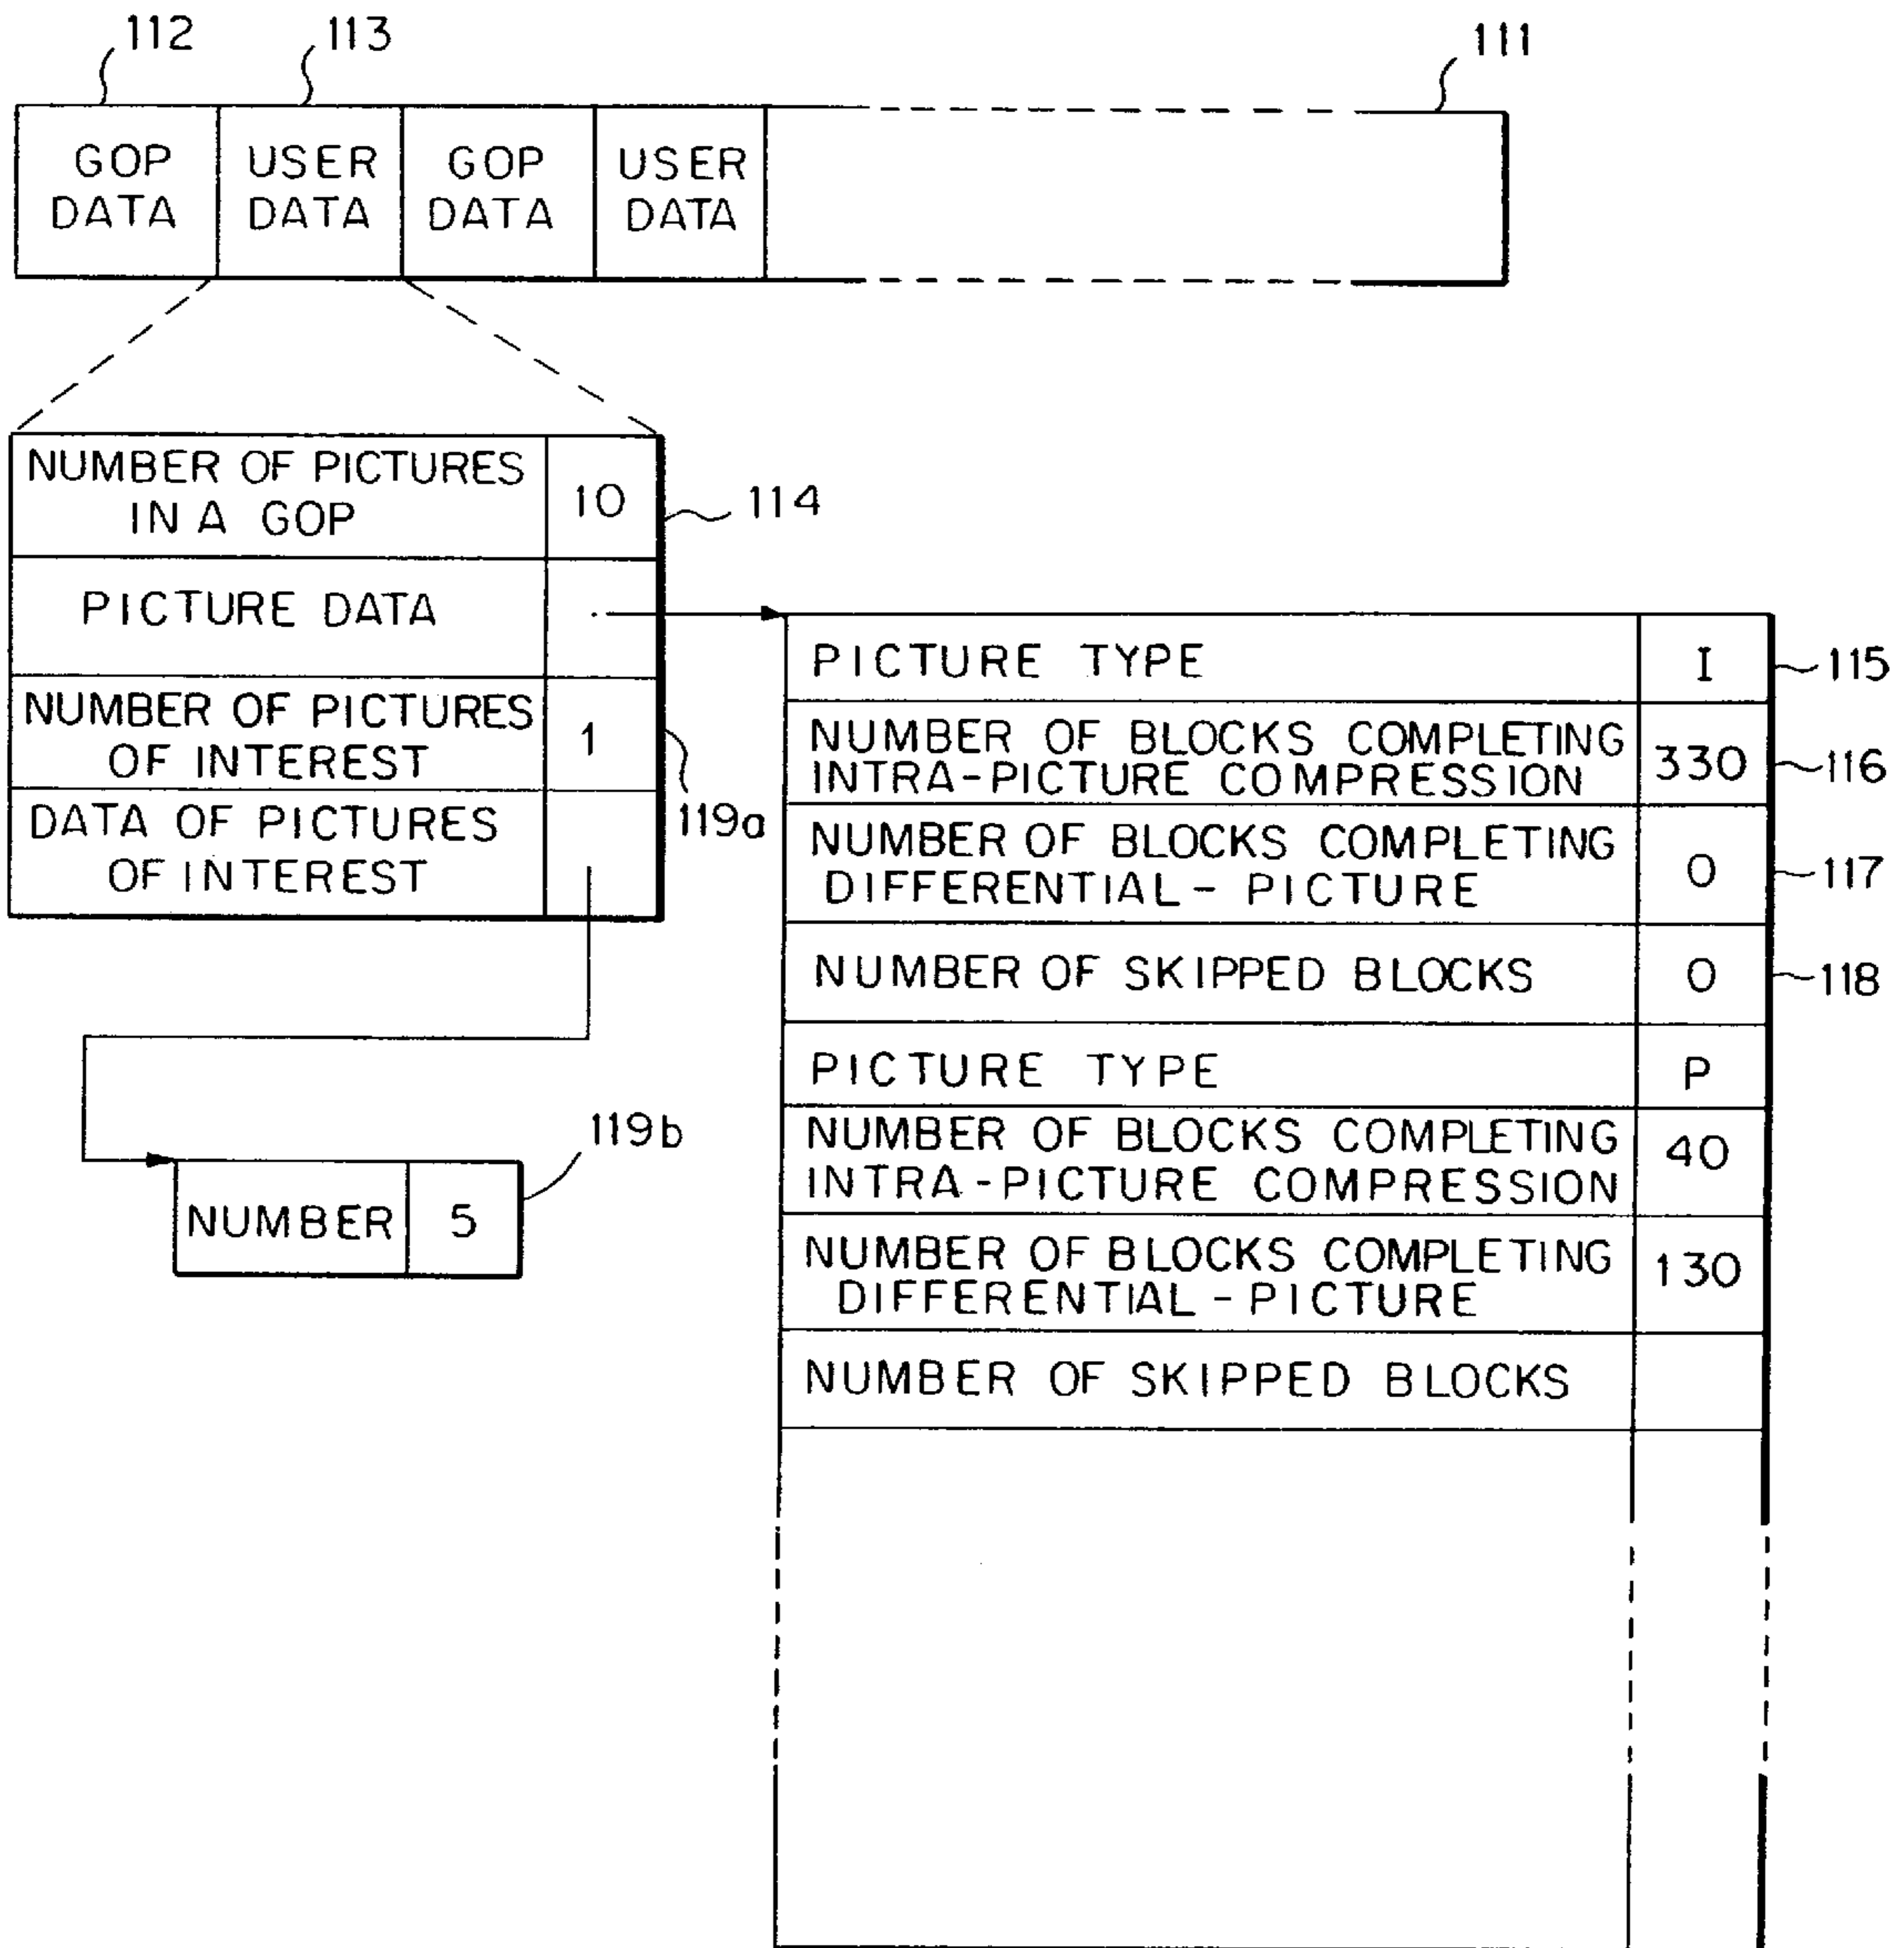 112
113
111
GOP DATA
USER DATA
GOP DATA
USER DATA
NUMBER OF PICTURES
IN A GOP
10
114
PICTURE DATA
NUMBER OF PICTURES
OF INTEREST
1
119a
DATA OF PICTURES
OF INTEREST
NUMBER 5
119b
PICTURE TYPE I
115
NUMBER OF BLOCKS COMPLETING
INTRA-PICTURE COMPRESSION
330
116
NUMBER OF BLOCKS COMPLETING
DIFFERENTIAL-PICTURE
0
117
NUMBER OF SKIPPED BLOCKS 0
118
PICTURE TYPE P
NUMBER OF BLOCKS COMPLETING
INTRA-PICTURE COMPRESSION
40
NUMBER OF BLOCKS COMPLETING
DIFFERENTIAL-PICTURE
130
NUMBER OF SKIPPED BLOCKS